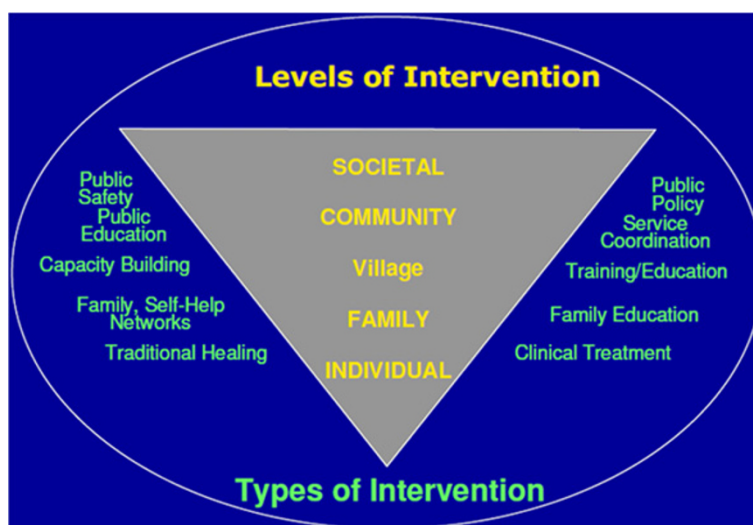 Levels of Intervention
SOCIETAL
COMMUNITY
Village
FAMILY
INDIVIDUAL
Public
Safety
Public
Education
Capacity Building
Family, Self-Help
Networks
Traditional Healing
Public
Policy
Service
Coordination
Training/Education
Family Education
Clinical Treatment
Types of Intervention